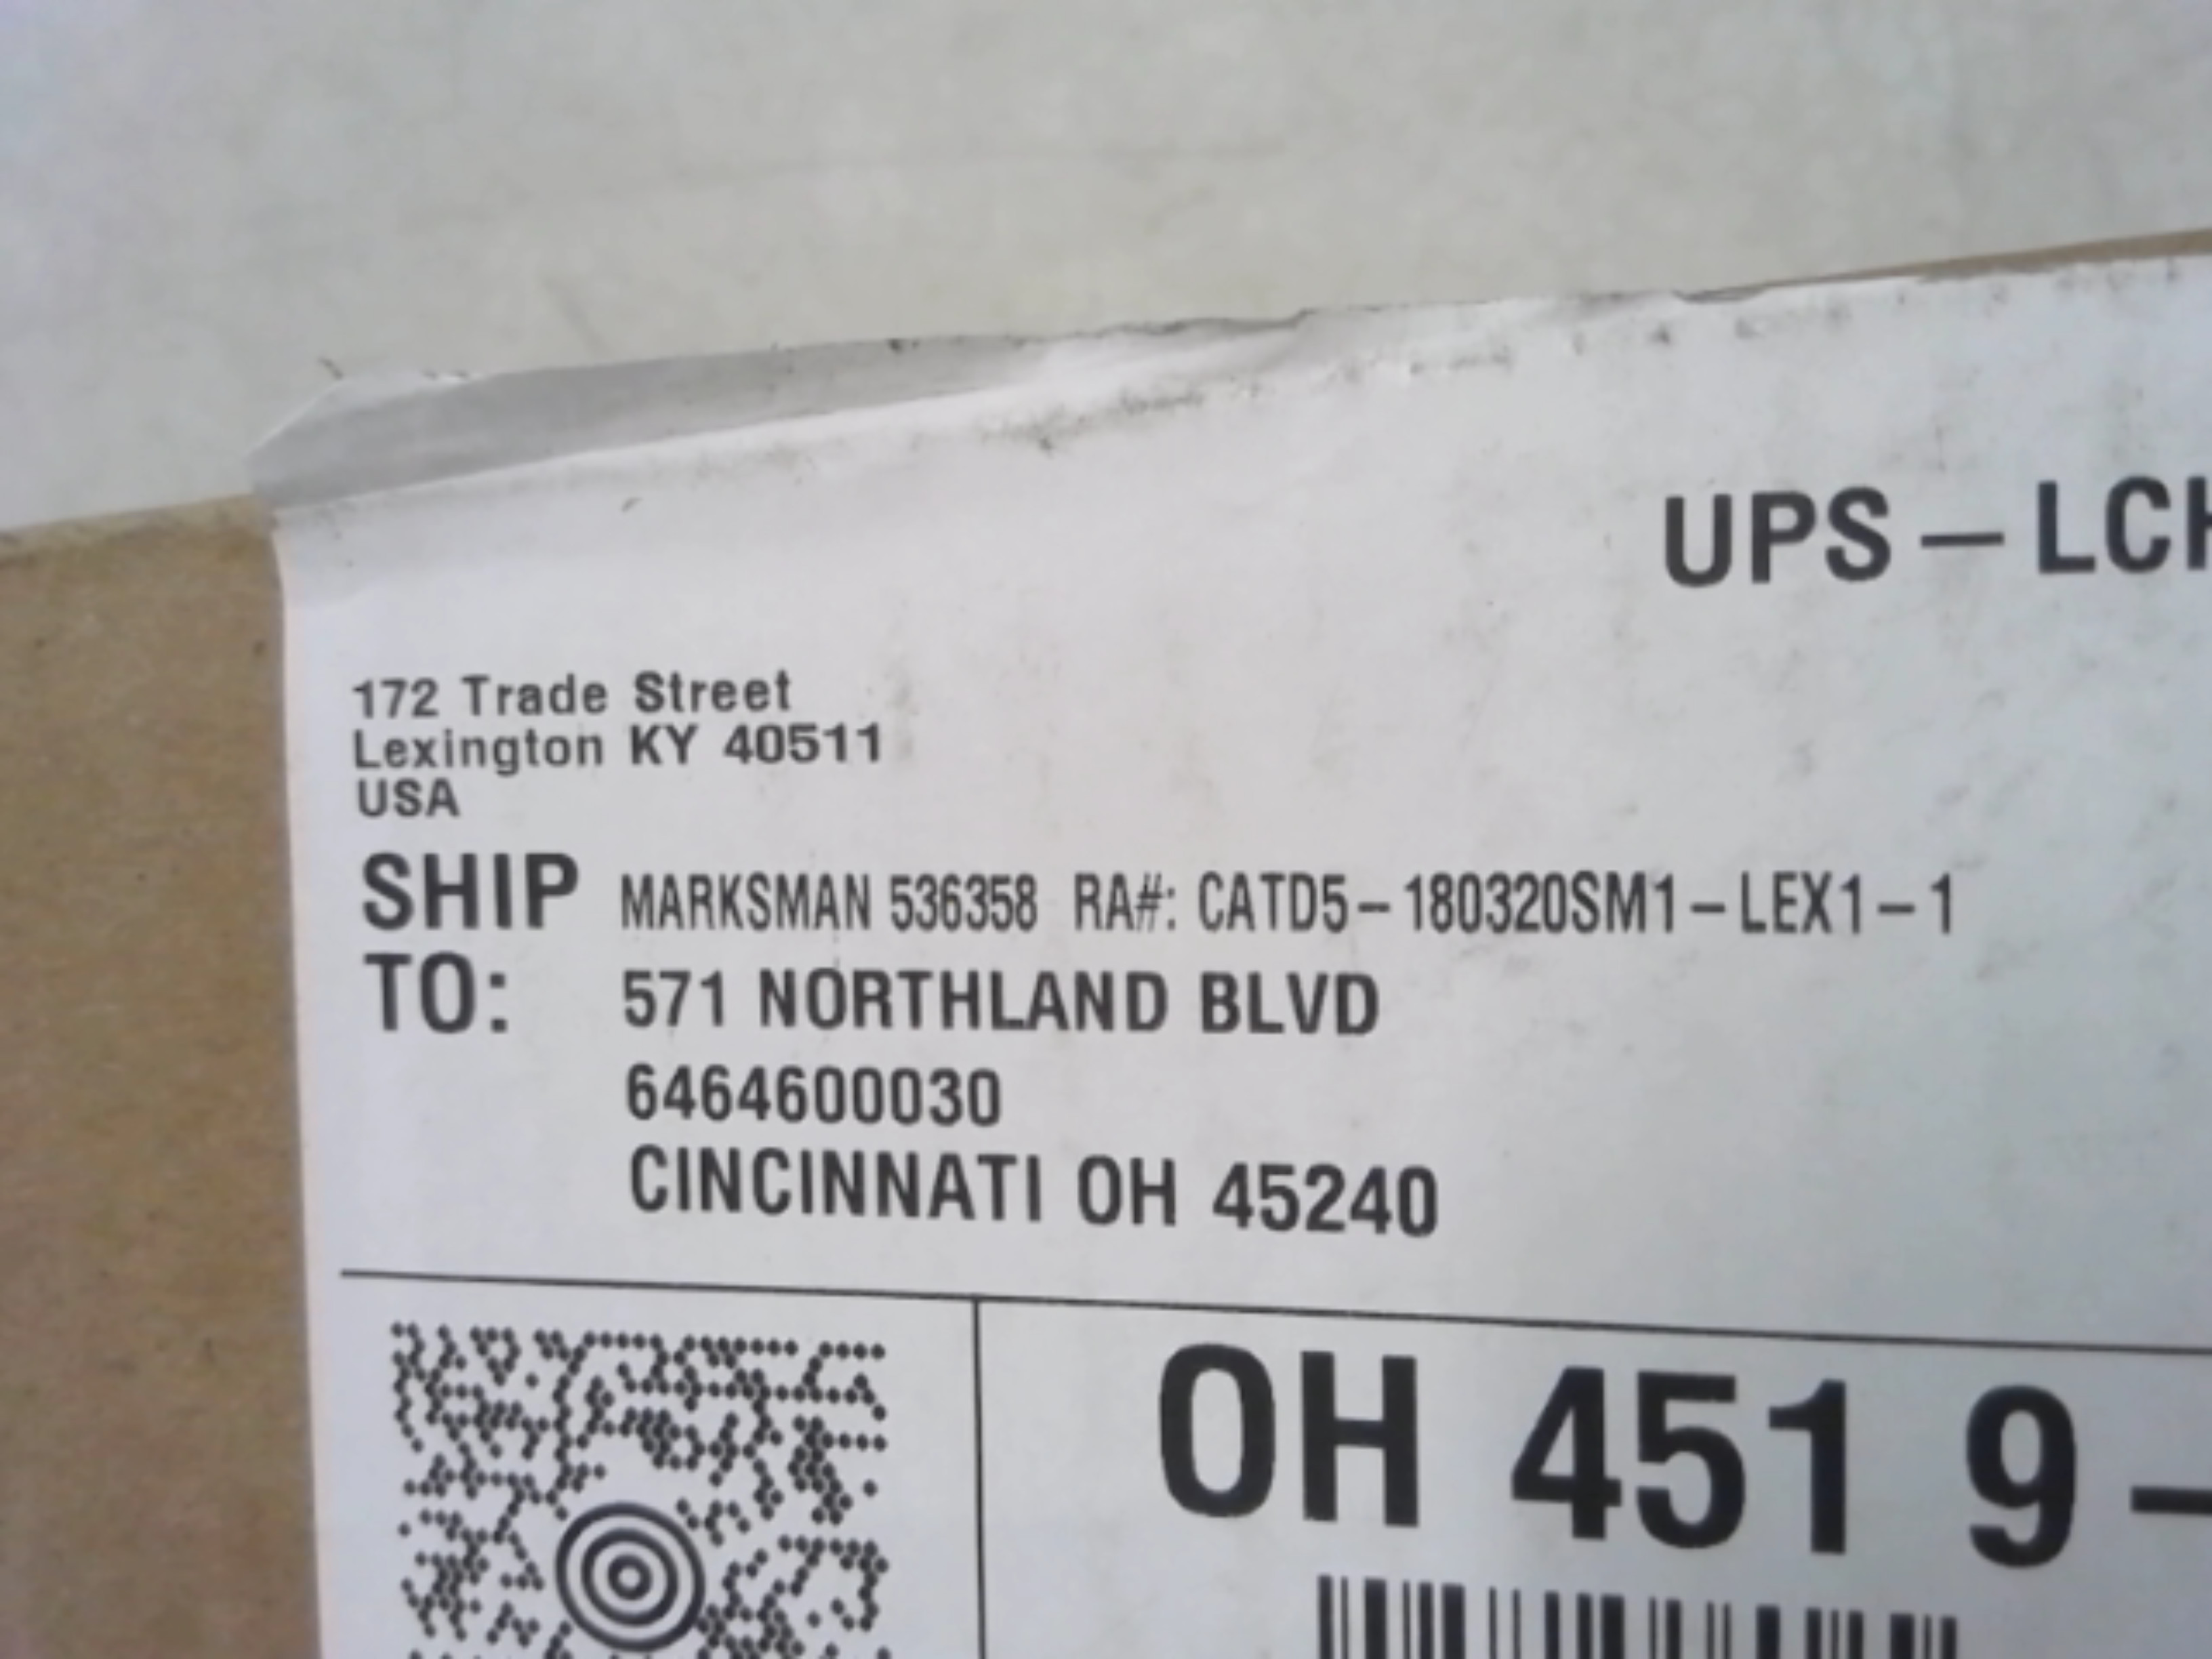 UPS – LCH
172 Trade Street
Lexington KY 40511
USA
SHIP TO:
MARKSMAN 536358 RA#: CATD5–180320SM1–LEX1–1
571 NORTHLAND BLVD
6464600030
CINCINNATI OH 45240
OH 451 9 –